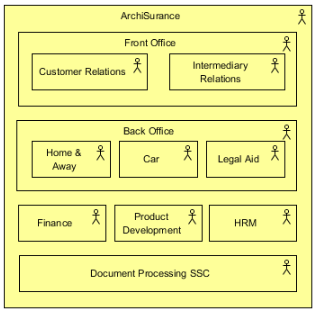 ArchiSurance
Front Office
Customer Relations
Intermediary
Relations
Back Office
Home &
Away
Car
Legal Aid
Finance
Product
Development
HRM
Document Processing SSC